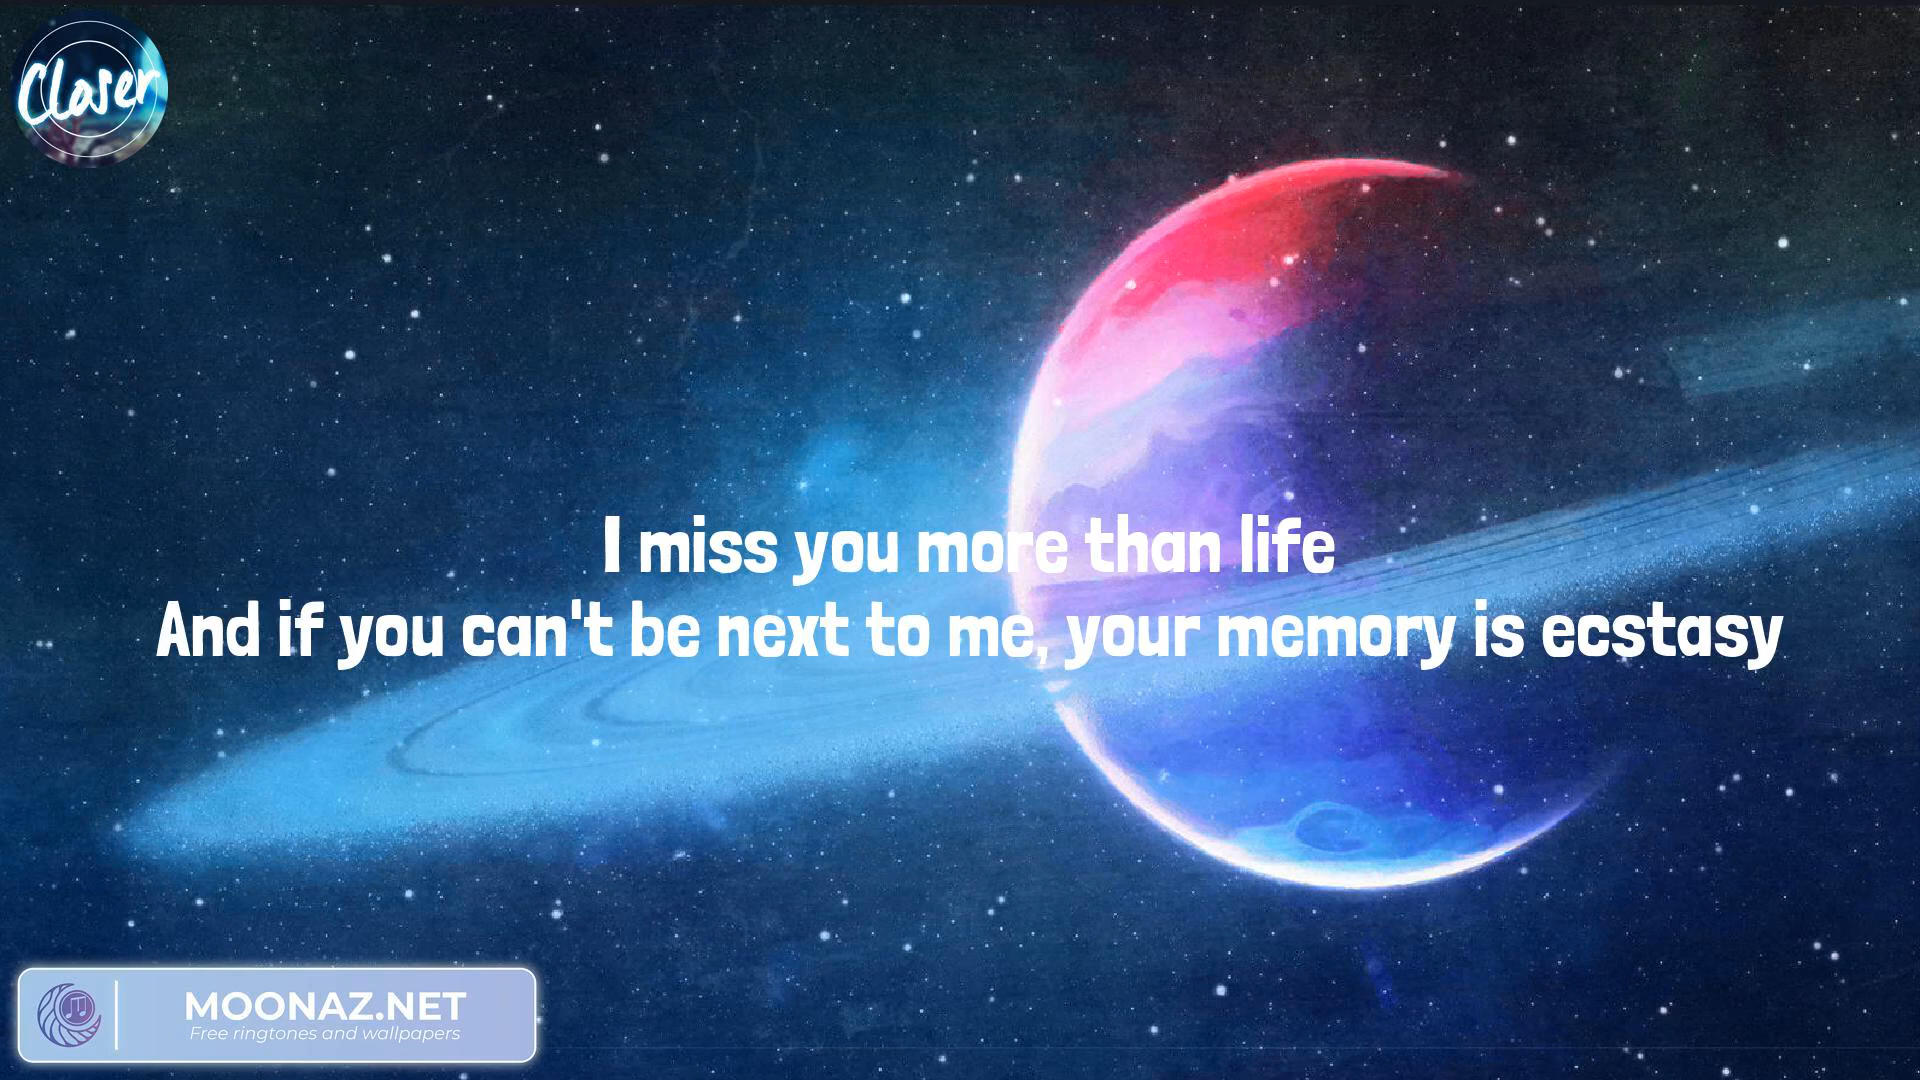 Closer
I miss you more than life
And if you can't be next to me, your memory is ecstasy
MOONAZ.NET
Free ringtones and wallpapers